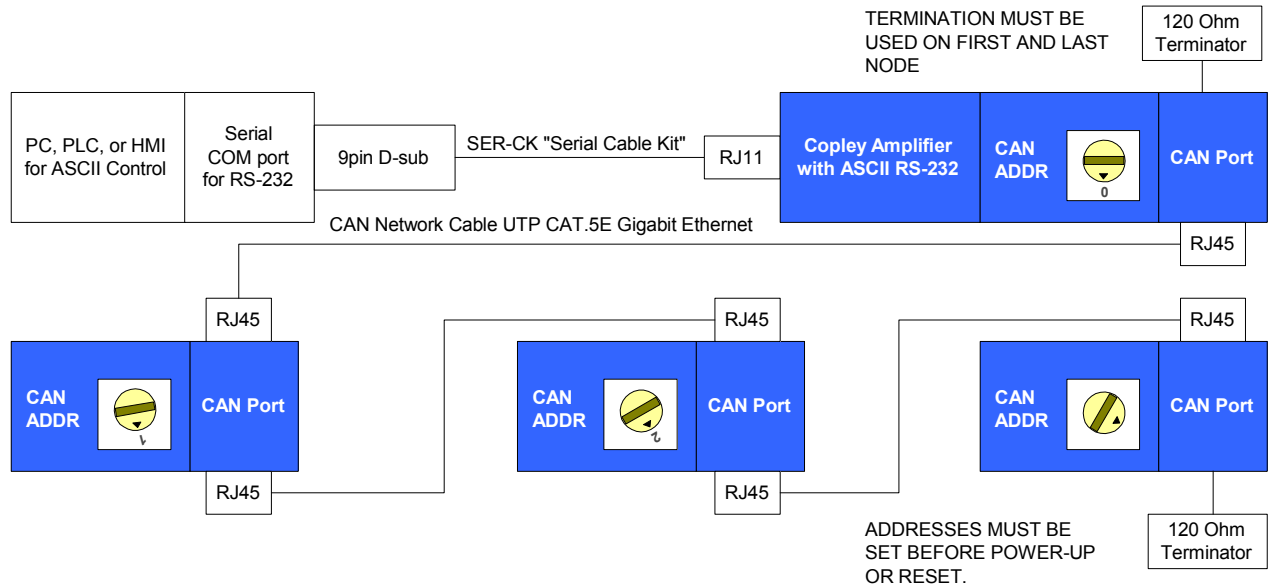 TERMINATION MUST BE
USED ON FIRST AND LAST
NODE
120 Ohm
Terminator
PC, PLC, or HMI
for ASCII Control
Serial
COM port
for RS-232
9pin D-sub
SER-CK "Serial Cable Kit"
RJ11
Copley Amplifier
with ASCII RS-232
CAN
ADDR
0
CAN Port
CAN Network Cable UTP CAT.5E Gigabit Ethernet
RJ45
RJ45
RJ45
RJ45
CAN
ADDR
1
CAN Port
CAN
ADDR
2
CAN Port
CAN
ADDR
CAN Port
RJ45
RJ45
ADDRESSES MUST BE
SET BEFORE POWER-UP
OR RESET.
120 Ohm
Terminator